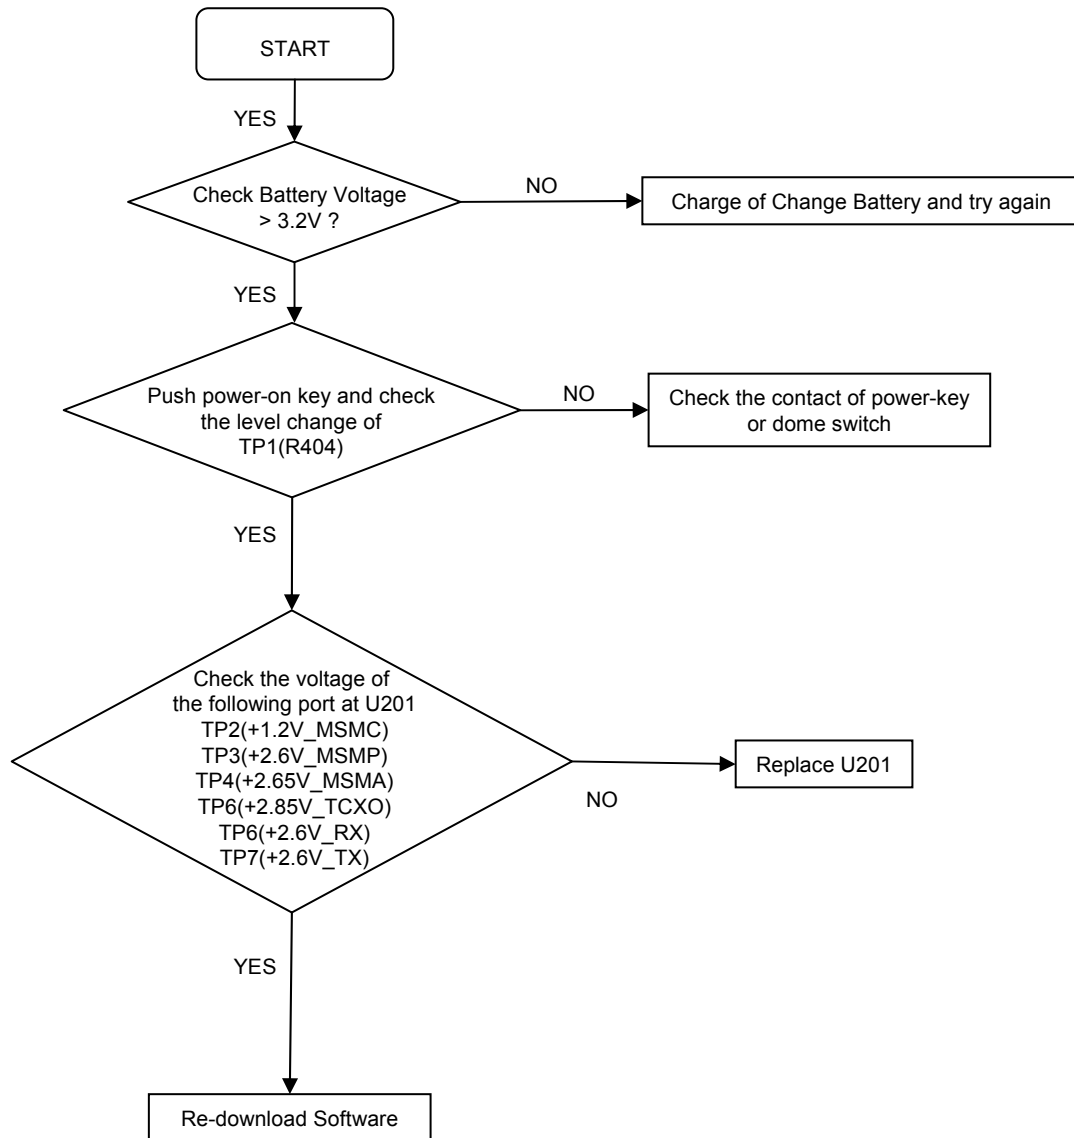 START
YES
Check Battery Voltage
> 3.2V ?
NO
Charge of Change Battery and try again
YES
Push power-on key and check
the level change of
TP1(R404)
NO
Check the contact of power-key
or dome switch
YES
Check the voltage of
the following port at U201
TP2(+1.2V_MSMC)
TP3(+2.6V_MSMP)
TP4(+2.65V_MSMA)
TP6(+2.85V_TCXO)
TP6(+2.6V_RX)
TP7(+2.6V_TX)
NO
Replace U201
YES
Re-download Software